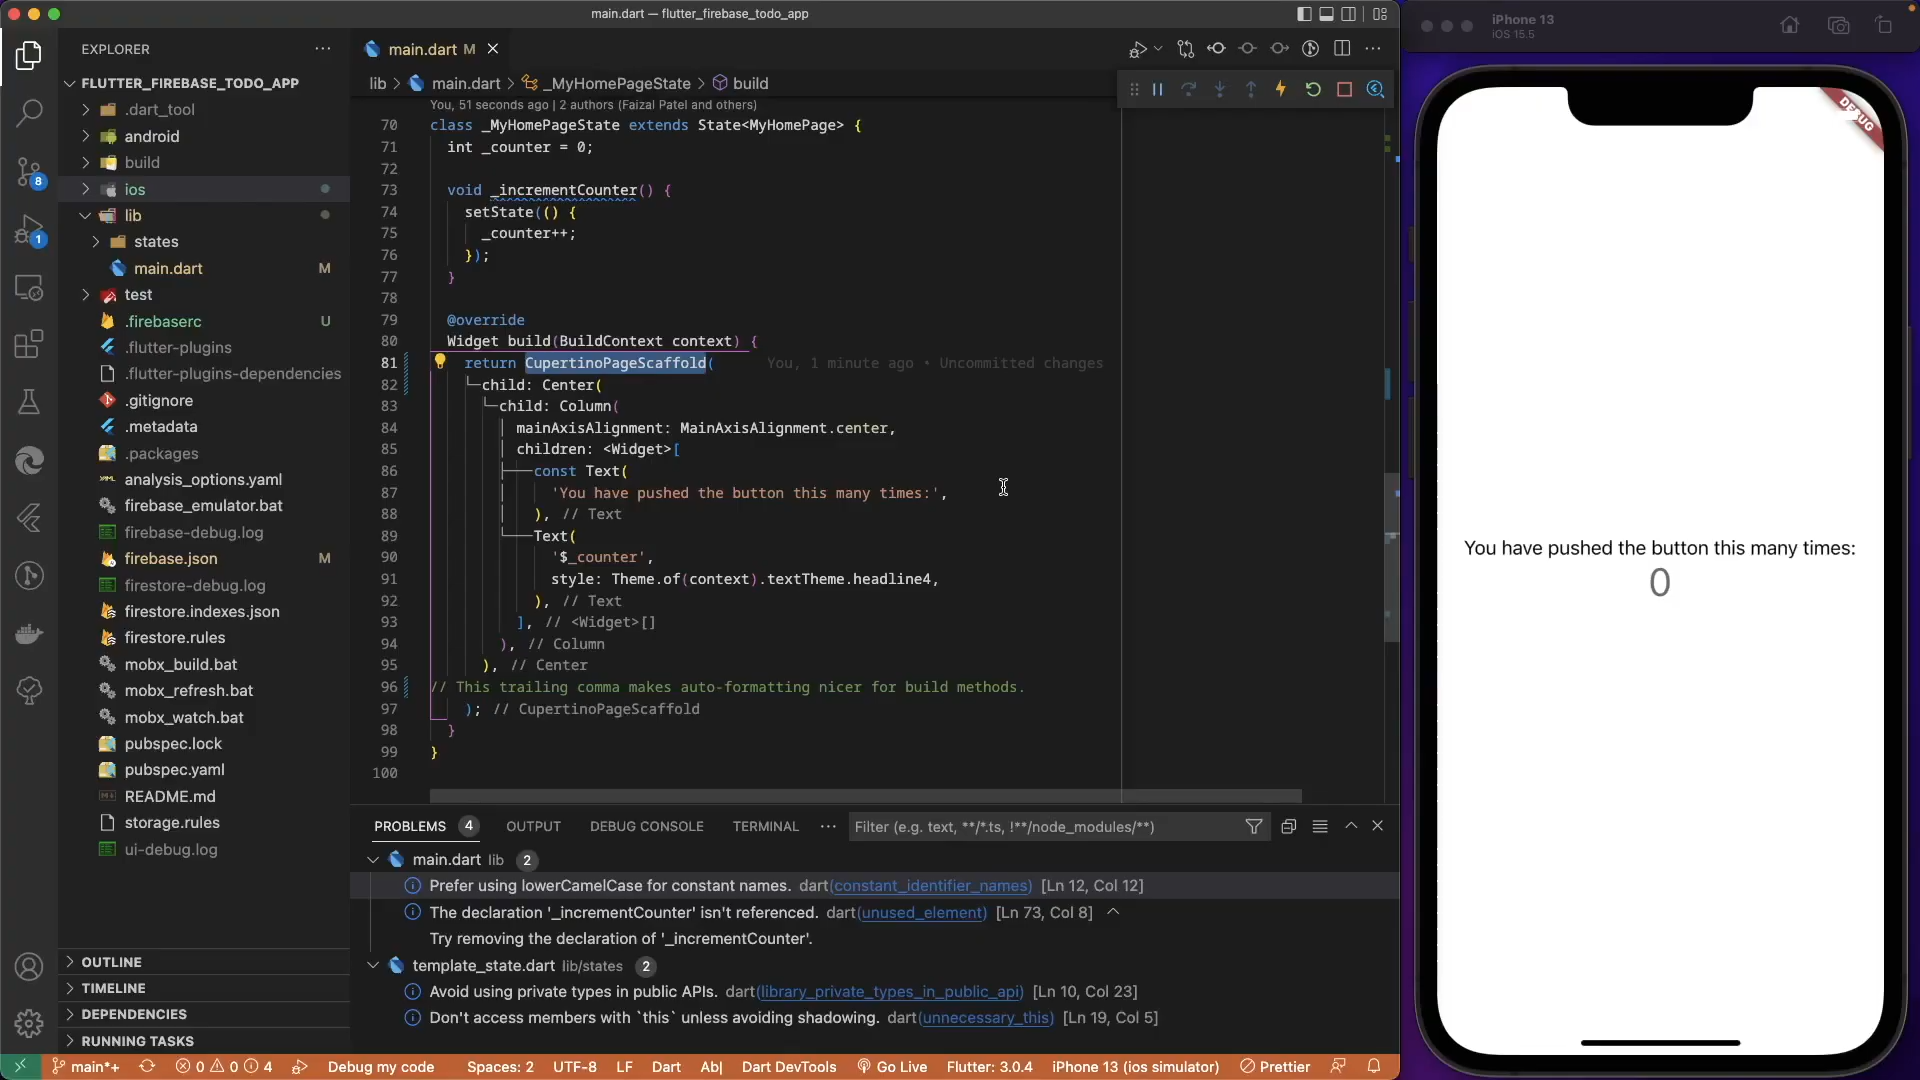 main.dart — flutter_firebase_todo_app
iPhone 13
iOS 15.5
EXPLORER
main.dart M
FLUTTER_FIREBASE_TODO_APP
.dart_tool
android
build
ios
lib
states
main.dart M
test
.firebaserc U
.flutter-plugins
.flutter-plugins-dependencies
.gitignore
.metadata
.packages
analysis_options.yaml
firebase_emulator.bat
firebase-debug.log
firebase.json M
firestore-debug.log
firestore.indexes.json
firestore.rules
mobx_build.bat
mobx_refresh.bat
mobx_watch.bat
pubspec.lock
pubspec.yaml
README.md
storage.rules
ui-debug.log
OUTLINE
TIMELINE
DEPENDENCIES
RUNNING TASKS
8
1
lib > main.dart > _MyHomePageState > build
You, 51 seconds ago | 2 authors (Faizal Patel and others)
70 class _MyHomePageState extends State<MyHomePage> {
71 int _counter = 0;
72
73 void _incrementCounter() {
74 setState(() {
75 _counter++;
76 });
77 }
78
79 @override
80 Widget build(BuildContext context) {
81 return CupertinoPageScaffold( You, 1 minute ago • Uncommitted changes
82 child: Center(
83 child: Column(
84 mainAxisAlignment: MainAxisAlignment.center,
85 children: <Widget>[
86 const Text(
87 'You have pushed the button this many times:',
88 ), // Text
89 Text(
90 '$_counter',
91 style: Theme.of(context).textTheme.headline4,
92 ), // Text
93 ], // <Widget>[]
94 ), // Column
95 ), // Center
96 // This trailing comma makes auto-formatting nicer for build methods.
97 ); // CupertinoPageScaffold
98 }
99 }
100
PROBLEMS 4 OUTPUT DEBUG CONSOLE TERMINAL ··· Filter (e.g. text, **/*.ts, !**/node_modules/**)
main.dart lib 2
Prefer using lowerCamelCase for constant names. dart(constant_identifier_names) [Ln 12, Col 12]
The declaration '_incrementCounter' isn't referenced. dart(unused_element) [Ln 73, Col 8]
Try removing the declaration of '_incrementCounter'.
template_state.dart lib/states 2
Avoid using private types in public APIs. dart(library_private_types_in_public_api) [Ln 10, Col 23]
Don't access members with `this` unless avoiding shadowing. dart(unnecessary_this) [Ln 19, Col 5]
main*+ 0 0 4 Debug my code Spaces: 2 UTF-8 LF Dart Ab| Dart DevTools Go Live Flutter: 3.0.4 iPhone 13 (ios simulator) Prettier
DEBUG
You have pushed the button this many times:
0